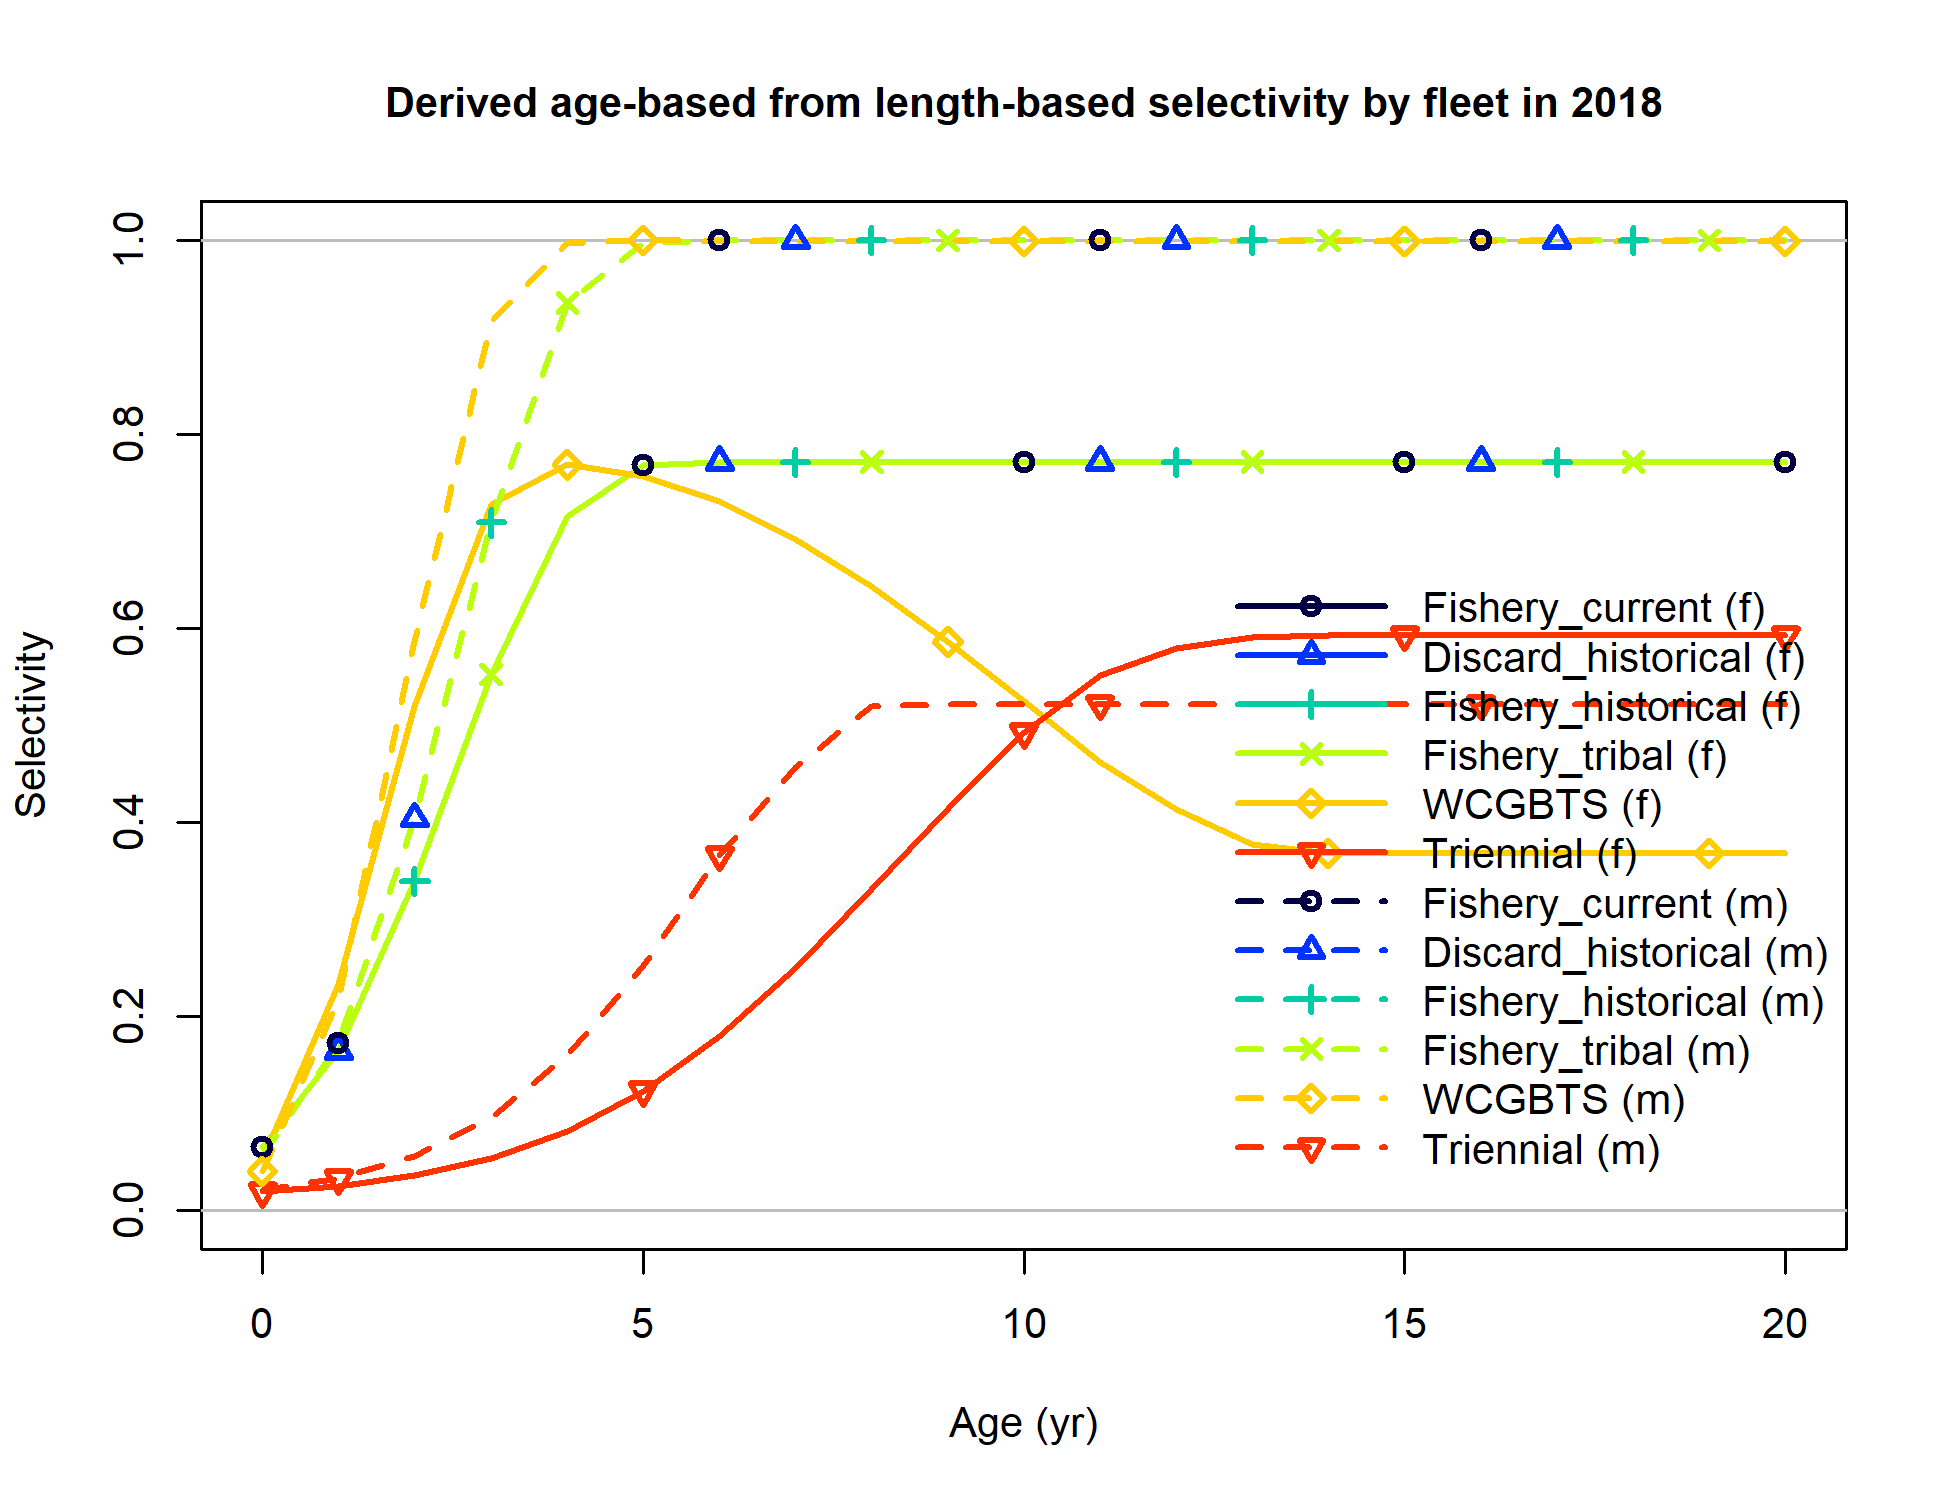 Derived age-based from length-based selectivity by fleet in 2018
Selectivity
1.0
0.8
0.6
0.4
0.2
0.0
Fishery_current (f)
Discard_historical (f)
Fishery_historical (f)
Fishery_tribal (f)
WCGBTS (f)
Triennial (f)
Fishery_current (m)
Discard_historical (m)
Fishery_historical (m)
Fishery_tribal (m)
WCGBTS (m)
Triennial (m)
0 5 10 15 20
Age (yr)